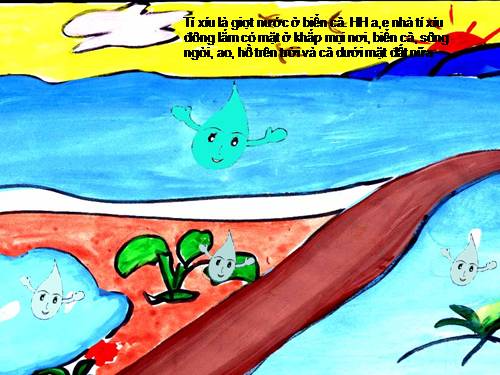 Tí xíu là giọt nước ở biển cả. HH a,e nhà tí xíu
đông lắm có mặt ở khắp mọi nơi, biển cả, sông
ngòi, ao, hồ trên trời và cả dưới mặt đất nữa